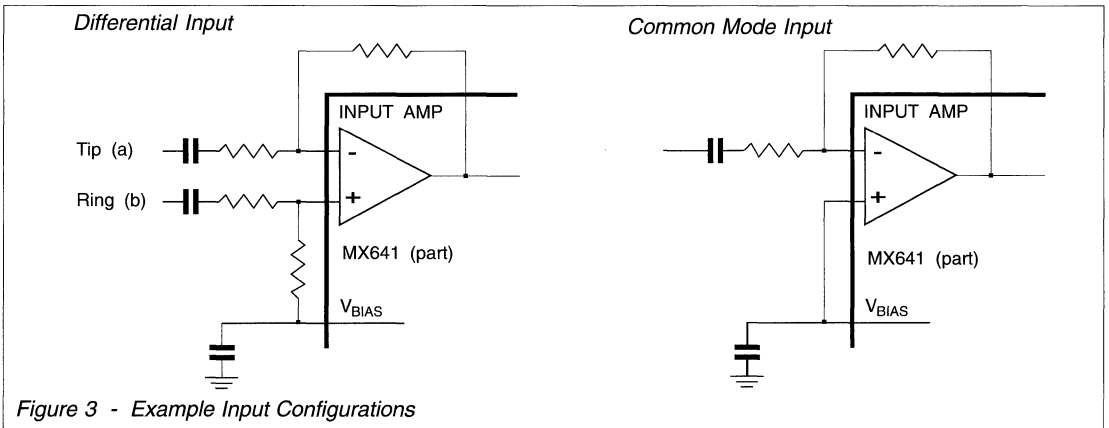 Differential Input
INPUT AMP
Tip (a)
-
Ring (b)
+
MX641 (part)
VBIAS
Common Mode Input
INPUT AMP
-
+
MX641 (part)
VBIAS
Figure 3 - Example Input Configurations